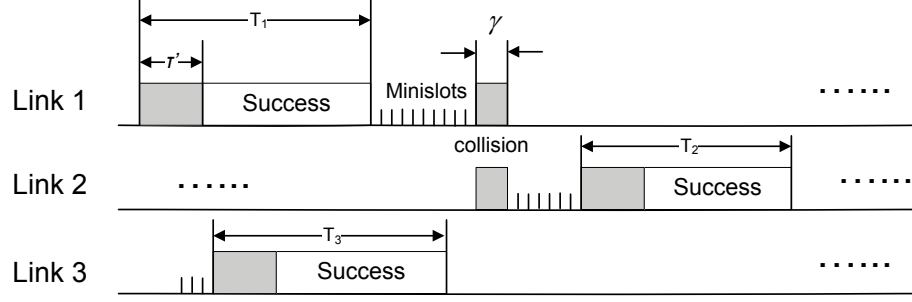 T₁
γ
τ'
Link 1
Success
Minislots
......
collision
T₂
Link 2
......
Success
......
T₃
Link 3
Success
......